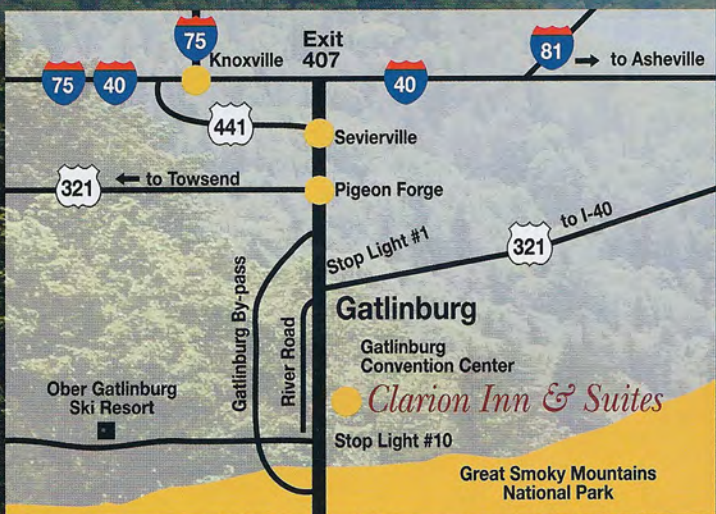 75
Knoxville
Exit
407
81
→ to Asheville
75
40
40
441
Sevierville
321
← to Towsend
Pigeon Forge
to I-40
321
Stop Light #1
Gatlinburg By-pass
River Road
Gatlinburg
Gatlinburg
Convention Center
Ober Gatlinburg
Ski Resort
Clarion Inn & Suites
Stop Light #10
Great Smoky Mountains
National Park